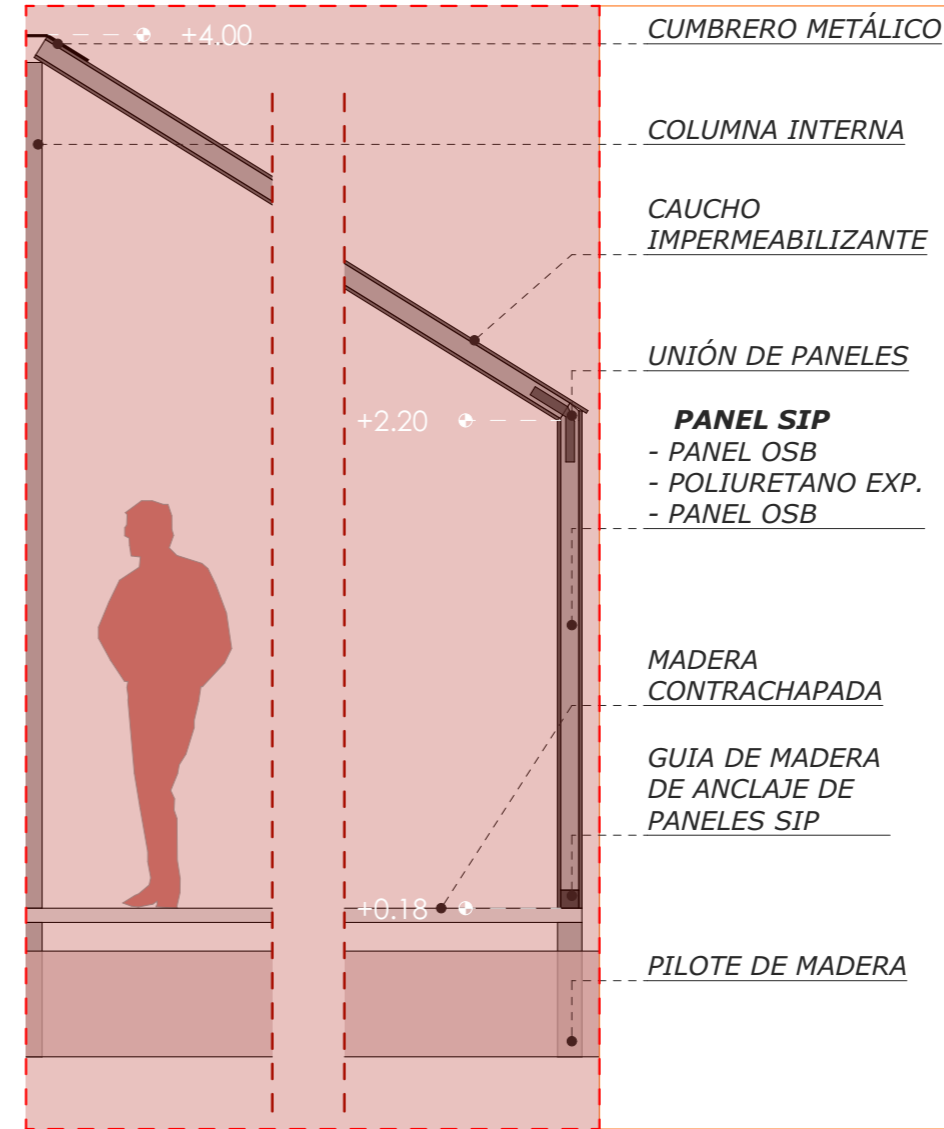 +4.00
CUMBRERO METÁLICO
COLUMNA INTERNA
CAUCHO
IMPERMEABILIZANTE
UNIÓN DE PANELES
+2.20
PANEL SIP
- PANEL OSB
- POLIURETANO EXP.
- PANEL OSB
MADERA
CONTRACHAPADA
GUIA DE MADERA
DE ANCLAJE DE
PANELES SIP
+0.18
PILOTE DE MADERA